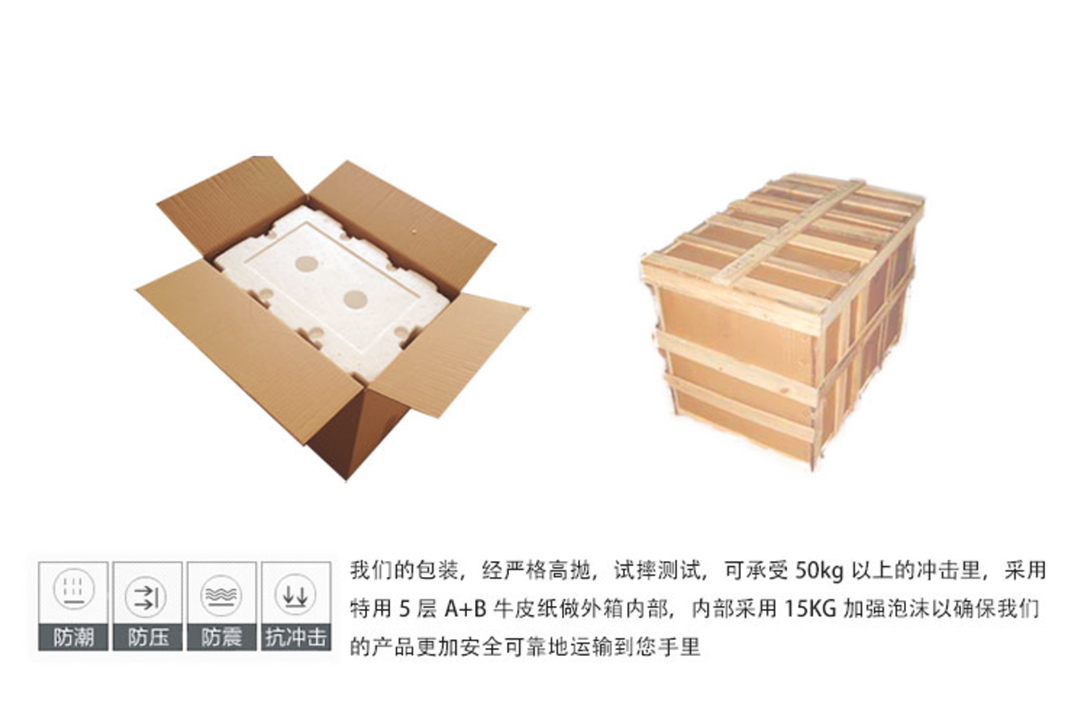 我们的包装，经严格高抛，试摔测试，可承受 50kg 以上的冲击里，采用
特用 5 层 A+B 牛皮纸做外箱内部，内部采用 15KG 加强泡沫以确保我们
的产品更加安全可靠地运输到您手里
防潮 防压 防震 抗冲击